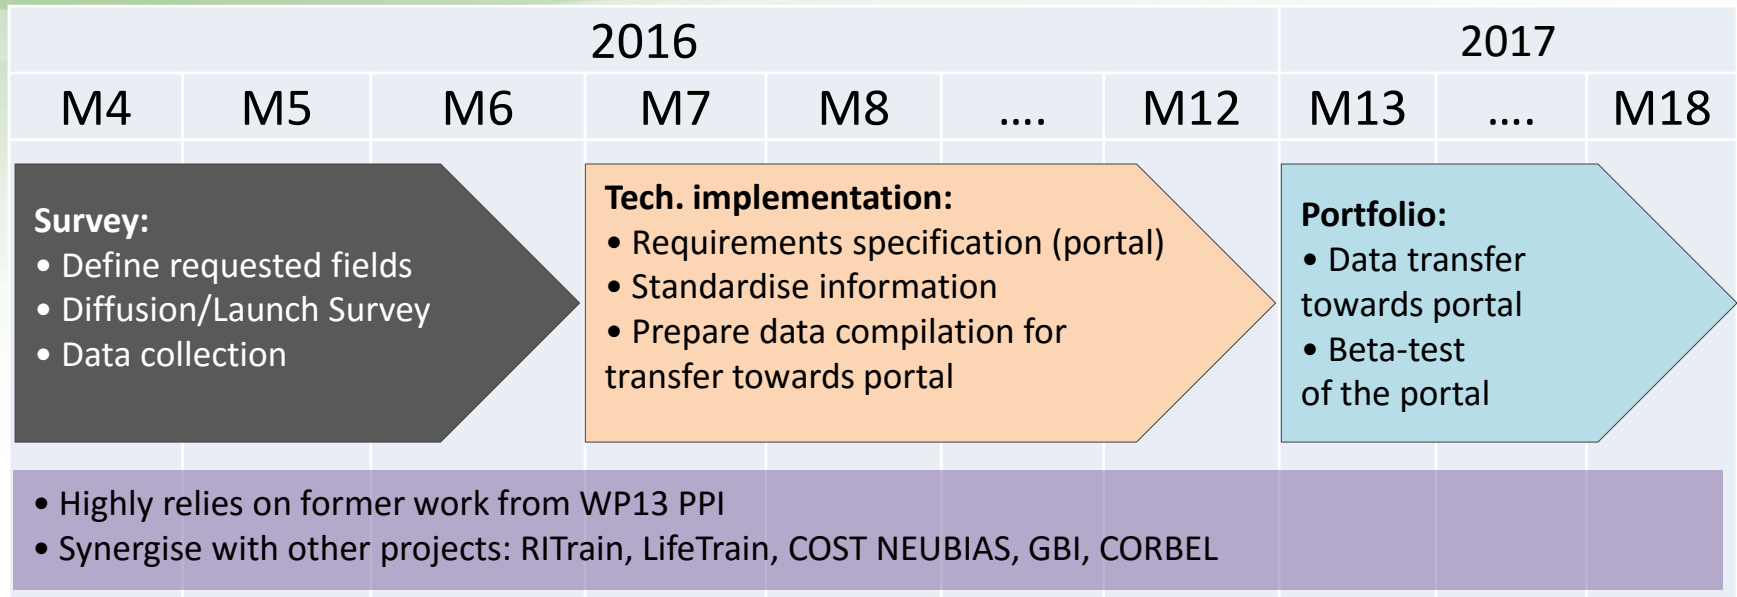 2016 2017
M4 M5 M6 M7 M8 .... M12 M13 .... M18
Survey:
• Define requested fields
• Diffusion/Launch Survey
• Data collection
Tech. implementation:
• Requirements specification (portal)
• Standardise information
• Prepare data compilation for
transfer towards portal
Portfolio:
• Data transfer
towards portal
• Beta-test
of the portal
• Highly relies on former work from WP13 PPI
• Synergise with other projects: RITrain, LifeTrain, COST NEUBIAS, GBI, CORBEL